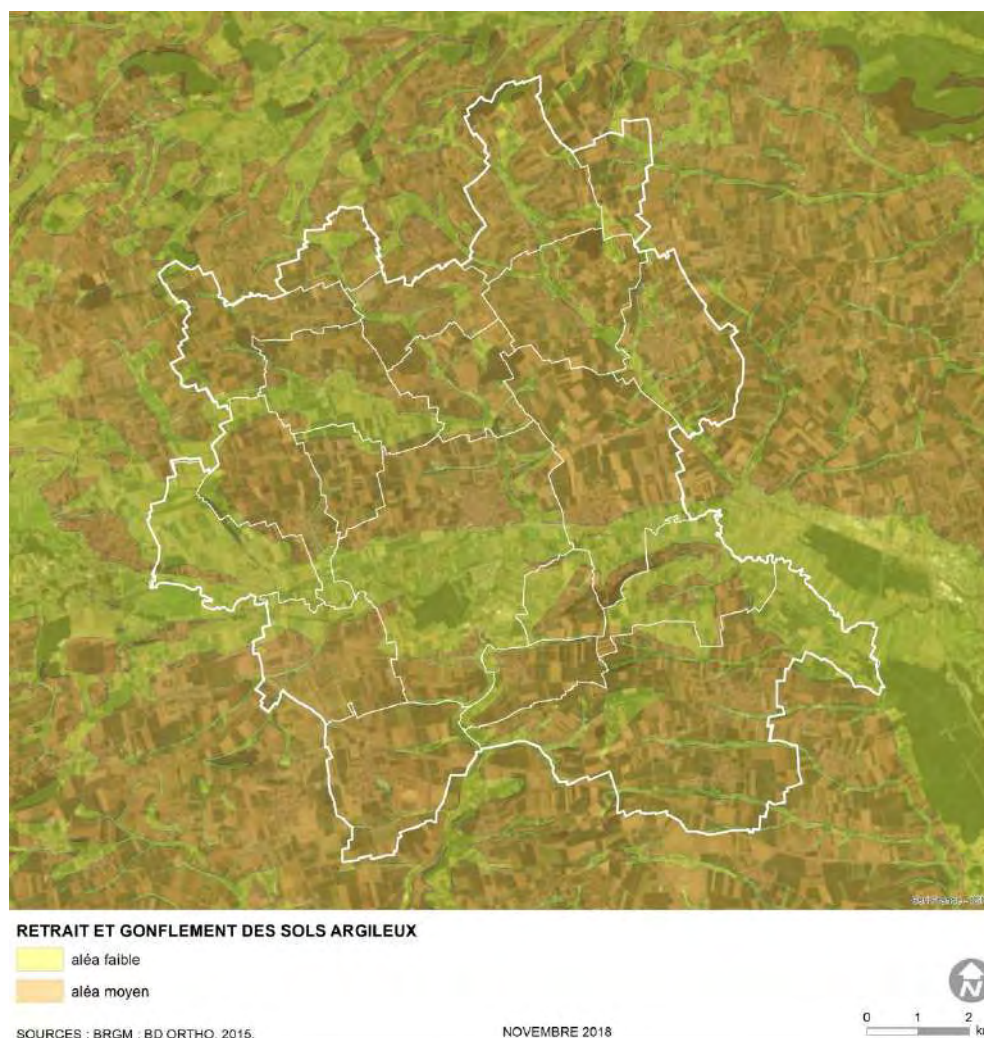 RETRAIT ET GONFLEMENT DES SOLS ARGILEUX
aléa faible
aléa moyen
N
0 1 2
SOURCES : BRGM ; BD ORTHO, 2015.
NOVEMBRE 2018